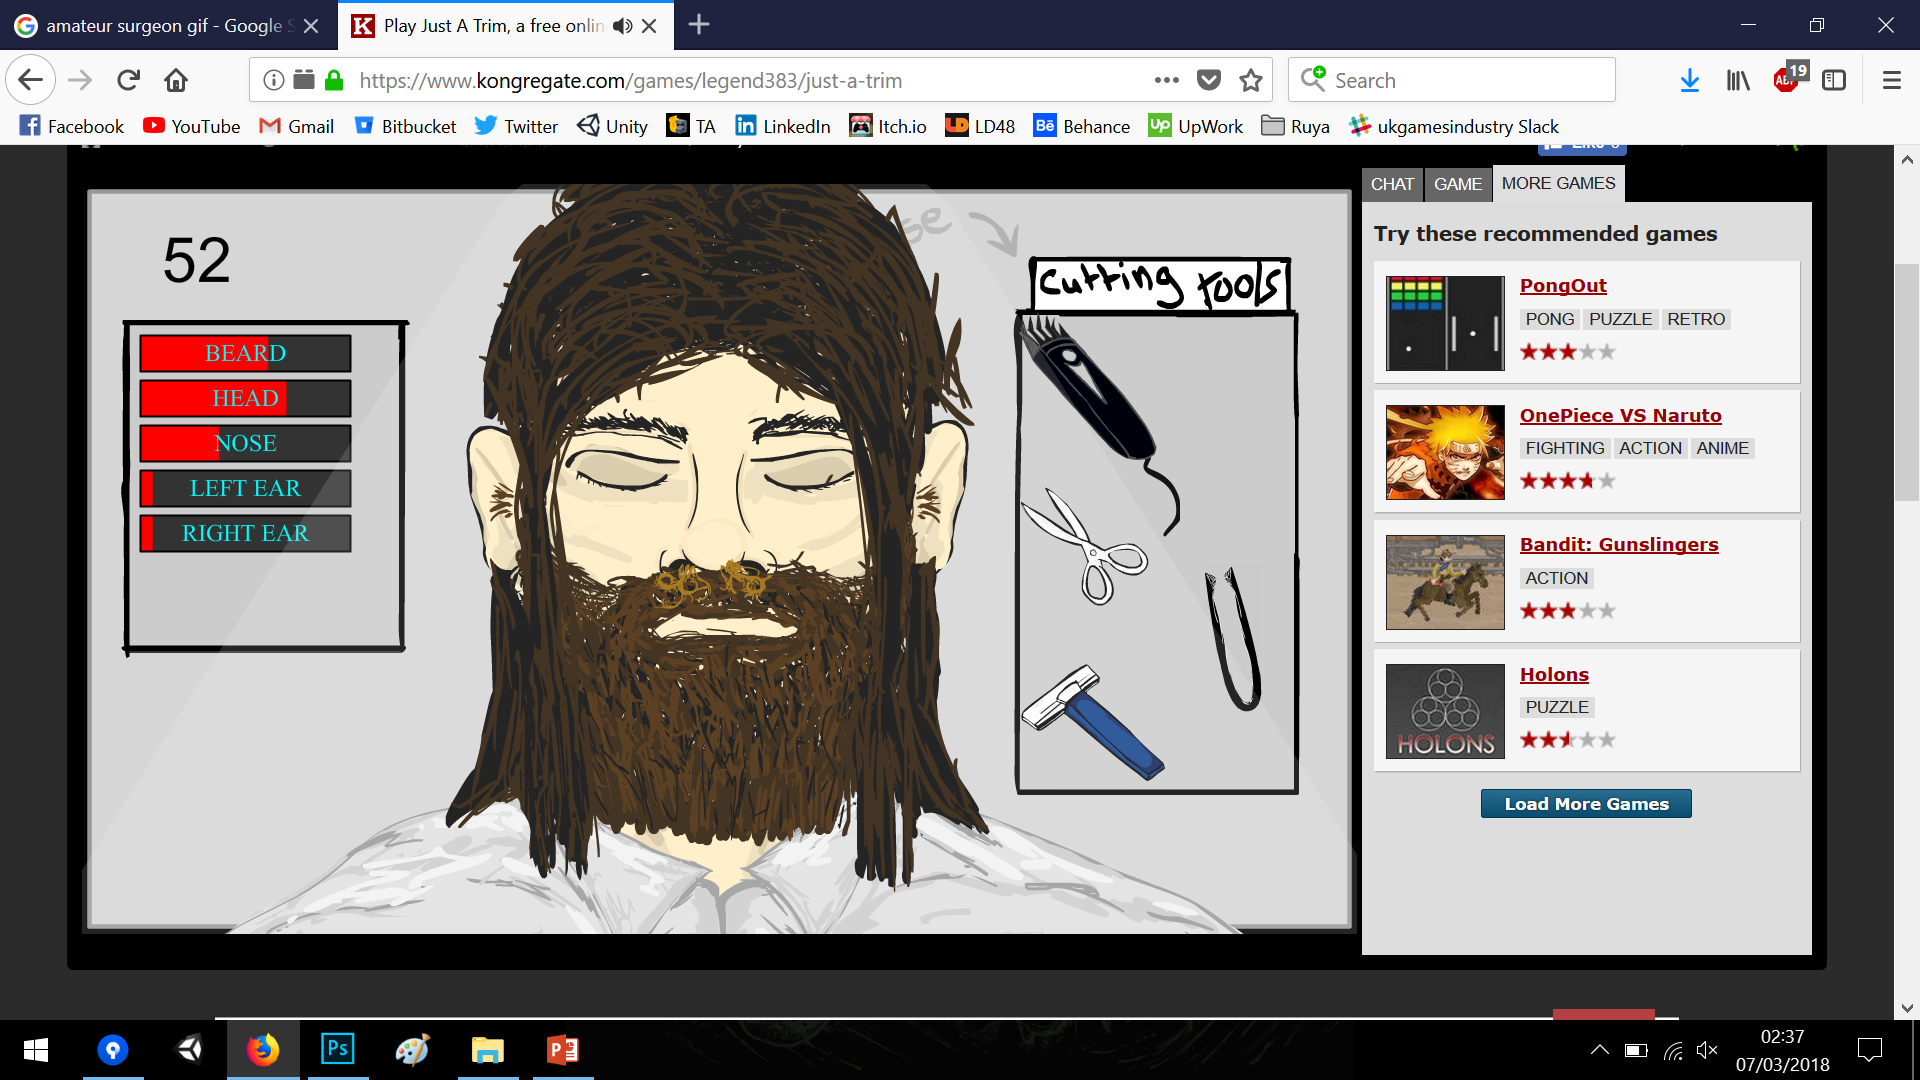 amateur surgeon gif - Google S
Play Just A Trim, a free onlin
https://www.kongregate.com/games/legend383/just-a-trim
Search
19
ABP
Facebook
YouTube
Gmail
Bitbucket
Twitter
Unity
TA
LinkedIn
Itch.io
LD48
Behance
UpWork
Ruya
ukgamesindustry Slack
52
BEARD
HEAD
NOSE
LEFT EAR
RIGHT EAR
cutting tools
CHAT
GAME
MORE GAMES
Try these recommended games
PongOut
PONG PUZZLE RETRO
OnePiece VS Naruto
FIGHTING ACTION ANIME
Bandit: Gunslingers
ACTION
Holons
PUZZLE
HOLONS
Load More Games
Ps
02:37
07/03/2018